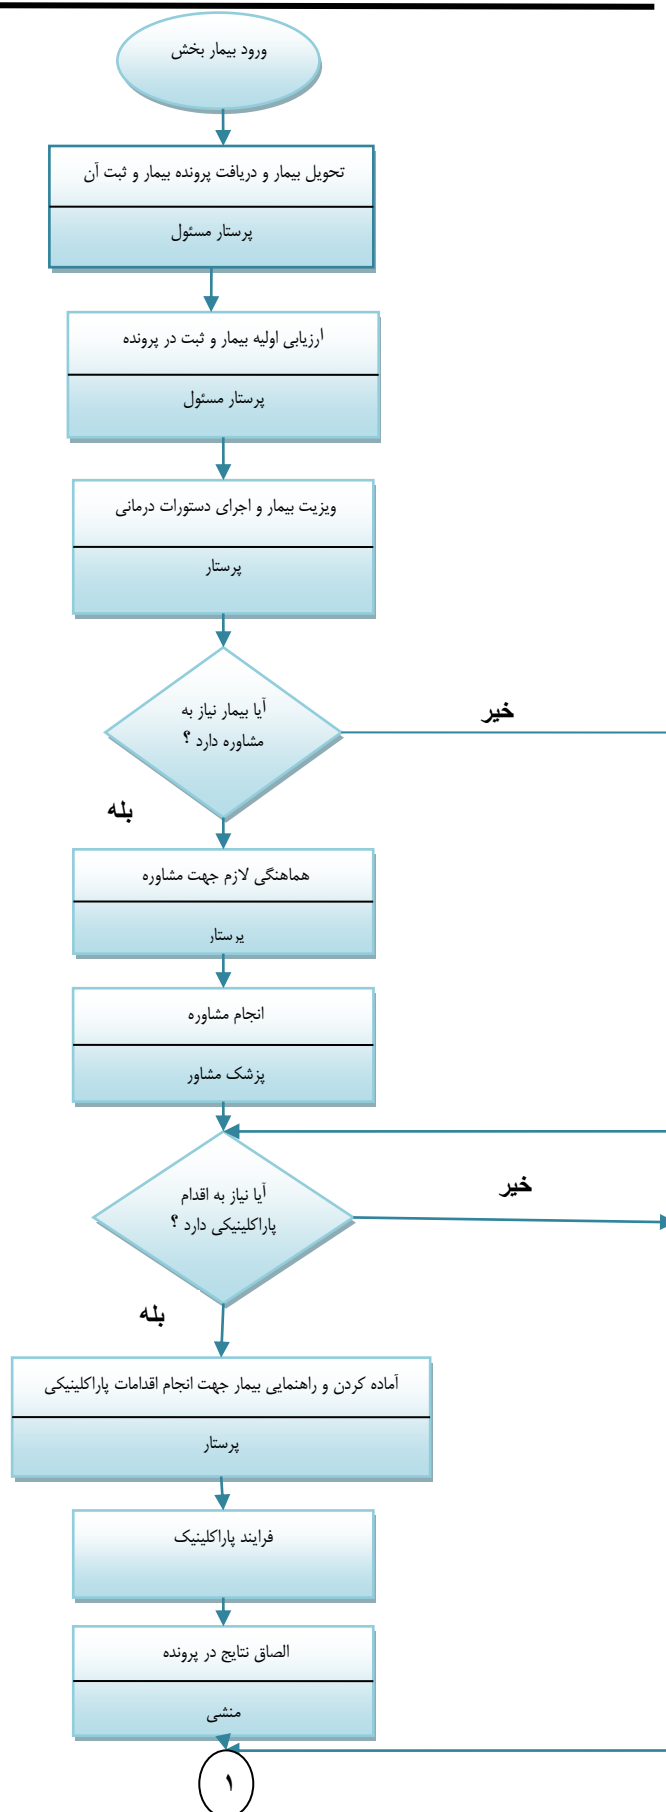 ورود بیمار بخش
تحویل بیمار و دریافت پرونده بیمار و ثبت آن
پرستار مسئول
ارزیابی اولیه بیمار و ثبت در پرونده
پرستار مسئول
ویزیت بیمار و اجرای دستورات درمانی
پرستار
آیا بیمار نیاز به
مشاوره دارد ؟
خیر
بله
هماهنگی لازم جهت مشاوره
پرستار
انجام مشاوره
پزشک مشاور
آیا نیاز به اقدام
پاراکلینیکی دارد ؟
خیر
بله
آماده کردن و راهنمایی بیمار جهت انجام اقدامات پاراکلینیکی
پرستار
فرایند پاراکلینیک
الصاق نتایج در پرونده
منشی
۱